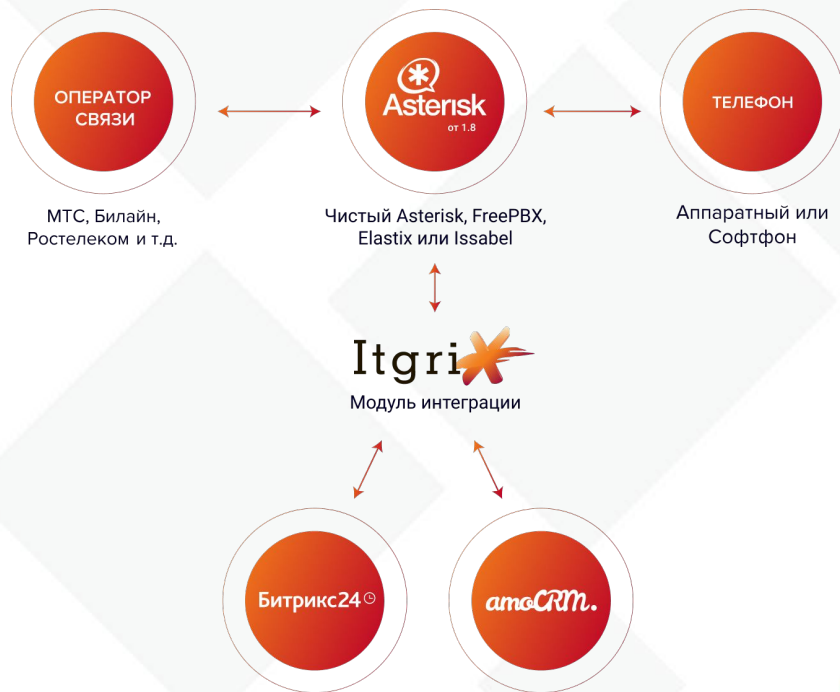 ОПЕРАТОР
СВЯЗИ
Asterisk
от 1.8
ТЕЛЕФОН
МТС, Билайн,
Ростелеком и т.д.
Чистый Asterisk, FreePBX,
Elastix или Issabel
Аппаратный или
Софтфон
Itgrix
Модуль интеграции
Битрикс24
amoCRM.